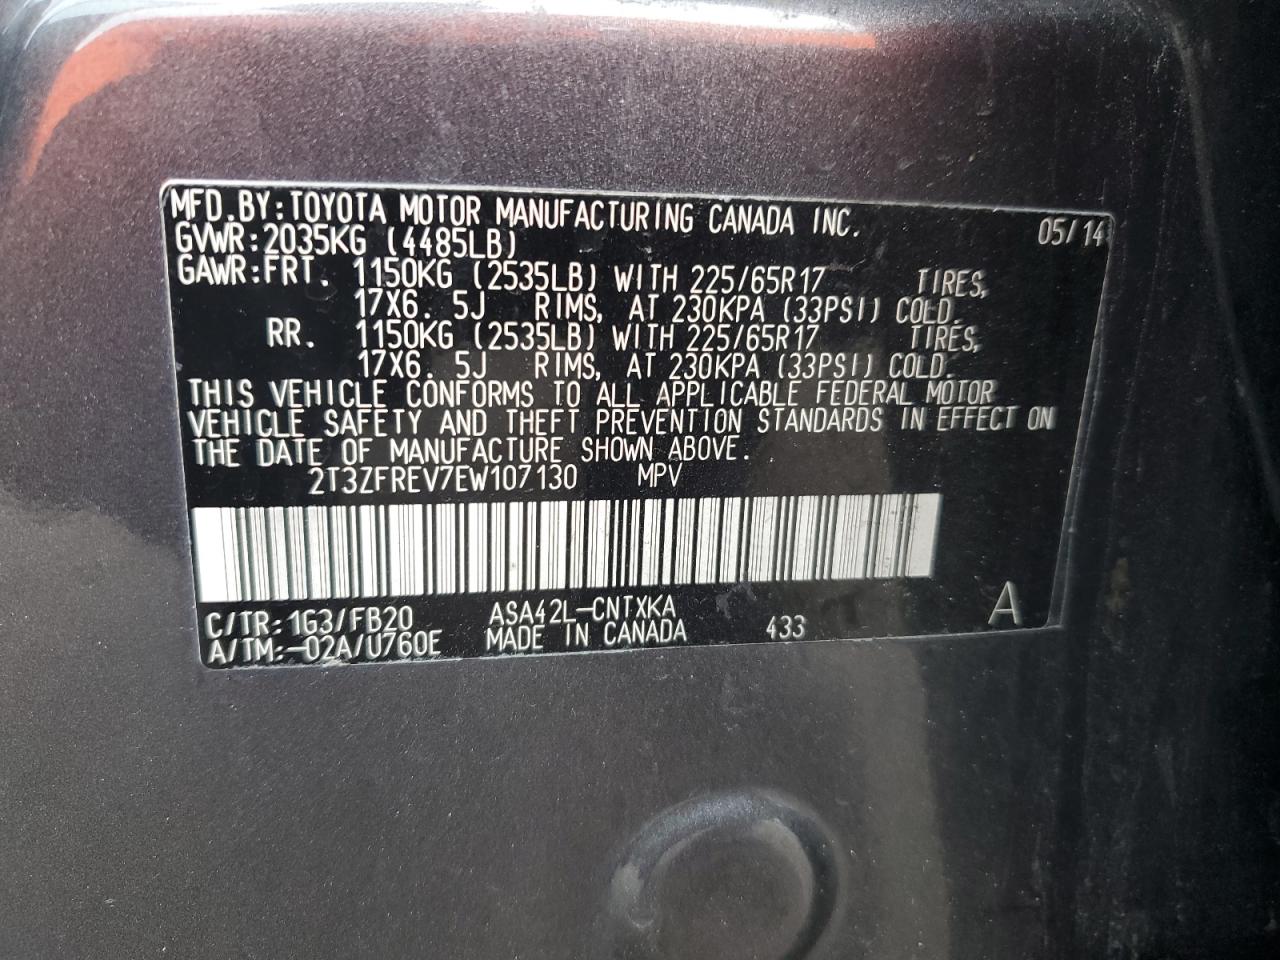 MFD.BY:TOYOTA MOTOR MANUFACTURING CANADA INC. 05/14
GVWR:2035KG (4485LB)
GAWR:FRT. 1150KG (2535LB) WITH 225/65R17 TIRES,
17X6. 5J RIMS, AT 230KPA (33PSI) COLD.
RR. 1150KG (2535LB) WITH 225/65R17 TIRES,
17X6. 5J RIMS, AT 230KPA (33PSI) COLD.
THIS VEHICLE CONFORMS TO ALL APPLICABLE FEDERAL MOTOR
VEHICLE SAFETY AND THEFT PREVENTION STANDARDS IN EFFECT ON
THE DATE OF MANUFACTURE SHOWN ABOVE.
2T3ZFREV7EW107130 MPV
C/TR:1G3/FB20 ASA42L-CNTXKA A
A/TM:-02A/U760E MADE IN CANADA 433